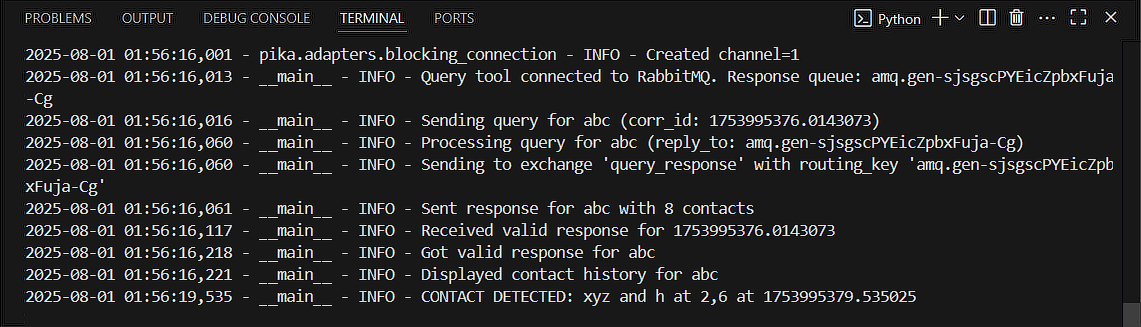 PROBLEMS OUTPUT DEBUG CONSOLE TERMINAL PORTS Python
2025-08-01 01:56:16,001 - pika.adapters.blocking_connection - INFO - Created channel=1
2025-08-01 01:56:16,013 - __main__ - INFO - Query tool connected to RabbitMQ. Response queue: amq.gen-sjsgscPYEicZpbxFuja
-Cg
2025-08-01 01:56:16,016 - __main__ - INFO - Sending query for abc (corr_id: 1753995376.0143073)
2025-08-01 01:56:16,060 - __main__ - INFO - Processing query for abc (reply_to: amq.gen-sjsgscPYEicZpbxFuja-Cg)
2025-08-01 01:56:16,060 - __main__ - INFO - Sending to exchange 'query_response' with routing_key 'amq.gen-sjsgscPYEicZpb
xFuja-Cg'
2025-08-01 01:56:16,061 - __main__ - INFO - Sent response for abc with 8 contacts
2025-08-01 01:56:16,117 - __main__ - INFO - Received valid response for 1753995376.0143073
2025-08-01 01:56:16,218 - __main__ - INFO - Got valid response for abc
2025-08-01 01:56:16,221 - __main__ - INFO - Displayed contact history for abc
2025-08-01 01:56:19,535 - __main__ - INFO - CONTACT DETECTED: xyz and h at 2,6 at 1753995379.535025